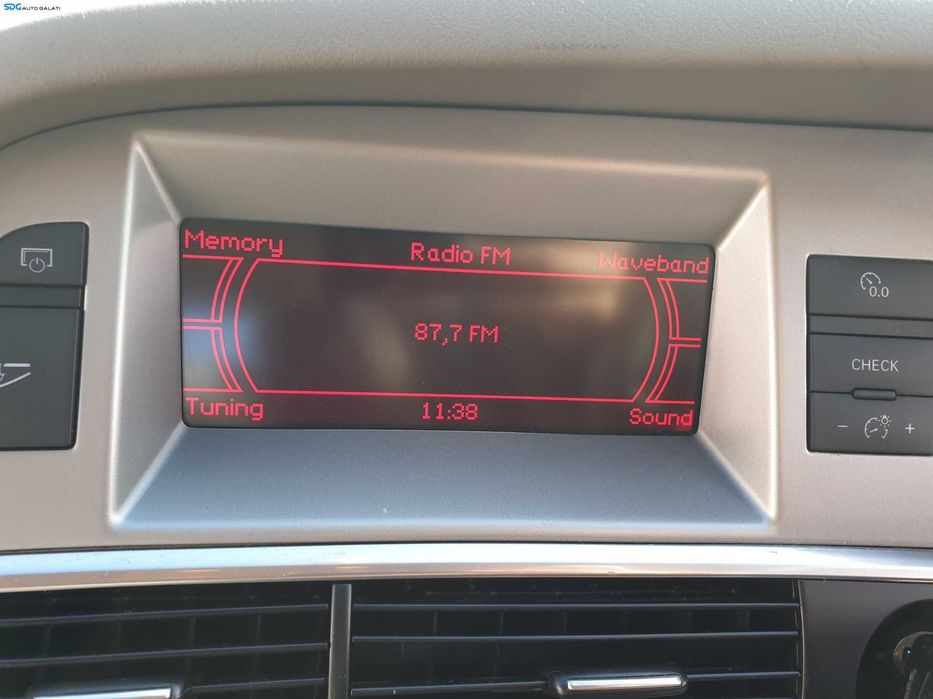 SDG AUTO GALATI
Memory
Radio FM
Waveband
87,7 FM
Tuning
11:38
Sound
0.0
CHECK
- +